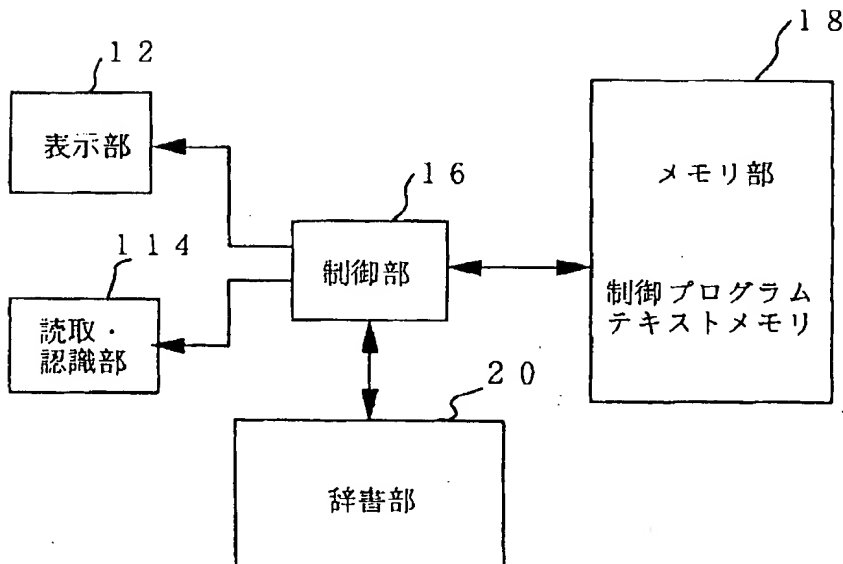 １８
１２
表示部
１６
メモリ部
１１４
制御部
制御プログラム
テキストメモリ
読取・
認識部
２０
辞書部